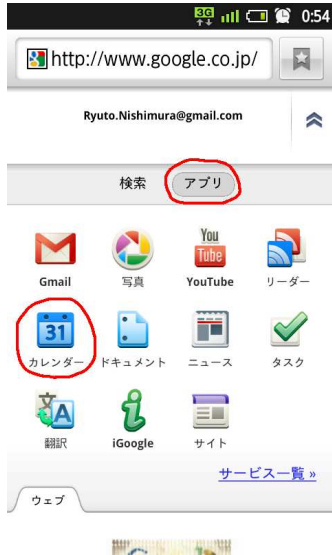 3G 0:54
http://www.google.co.jp/
Ryuto.Nishimura@gmail.com
検索 アプリ
You
Tube
Gmail 写真 YouTube リーダー
31
カレンダー ドキュメント ニュース タスク
文A
翻訳 iGoogle サイト
サービス一覧 »
ウェブ